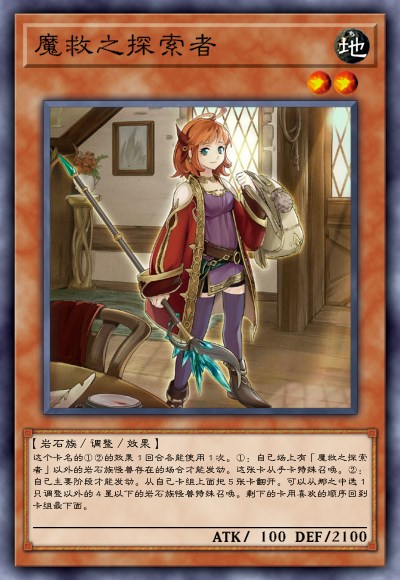 魔救之探索者
地
【岩石族／调整／效果】
这个卡名的①②的效果1回合各能使用1次。①：自己场上有「魔救之探索
者」以外的岩石族怪兽存在的场合才能发动。这张卡从手卡特殊召唤。②：
自己主要阶段才能发动。从自己卡组上面把5张卡翻开。可以从那之中选1
只调整以外的4星以下的岩石族怪兽特殊召唤。剩下的卡用喜欢的顺序回到
卡组最下面。
ATK/ 100 DEF/2100